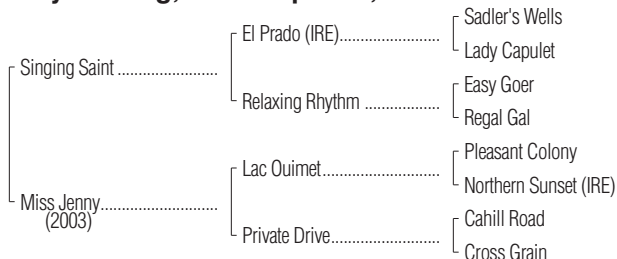 Sadler's Wells
El Prado (IRE)....................
Lady Capulet
Singing Saint .......................
Easy Goer
Relaxing Rhythm ...............
Regal Gal
Pleasant Colony
Lac Ouimet.......................
Northern Sunset (IRE)
Miss Jenny...........................
(2003)
Cahill Road
Private Drive......................
Cross Grain